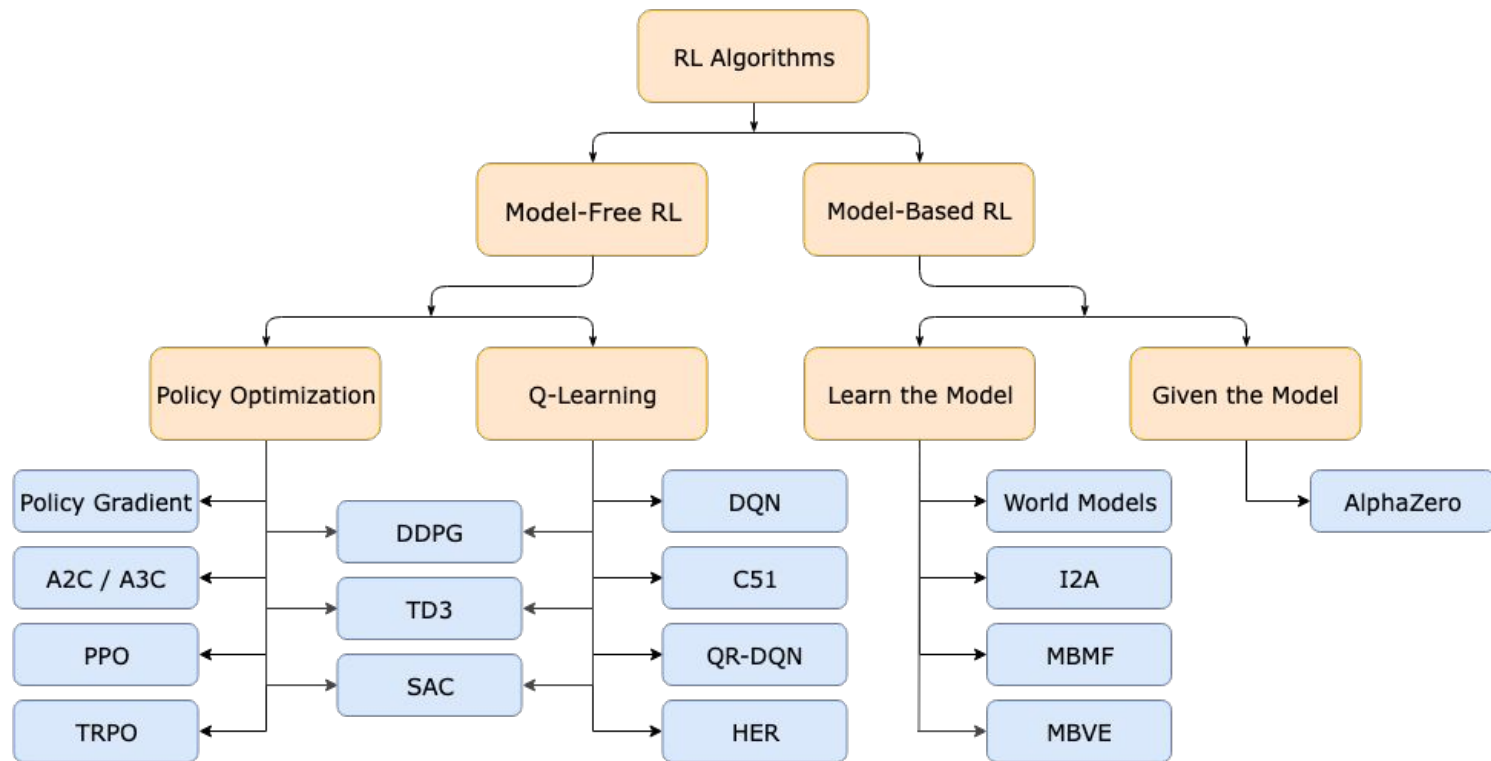 RL Algorithms
Model-Free RL
Model-Based RL
Policy Optimization
Q-Learning
Learn the Model
Given the Model
Policy Gradient
DDPG
DQN
World Models
AlphaZero
A2C / A3C
TD3
C51
I2A
PPO
SAC
QR-DQN
MBMF
TRPO
HER
MBVE